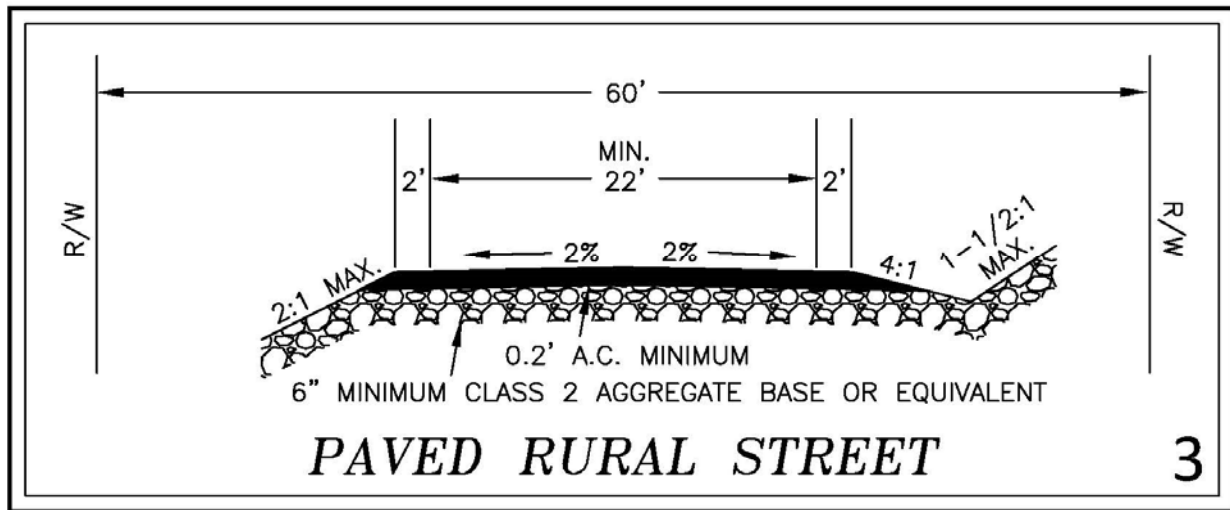 60'
MIN.
2' 22' 2'
R/W
R/W
2% 2%
2:1 MAX.
4:1
1-1/2:1
MAX.
0.2' A.C. MINIMUM
6" MINIMUM CLASS 2 AGGREGATE BASE OR EQUIVALENT
PAVED RURAL STREET
3